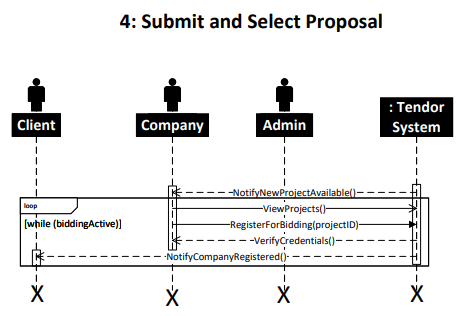 4: Submit and Select Proposal
Client
Company
Admin
: Tendor
System
NotifyNewProjectAvailable()
loop
ViewProjects()
[while (biddingActive)]
RegisterForBidding(projectID)
VerifyCredentials()
NotifyCompanyRegistered()
X
X
X
X